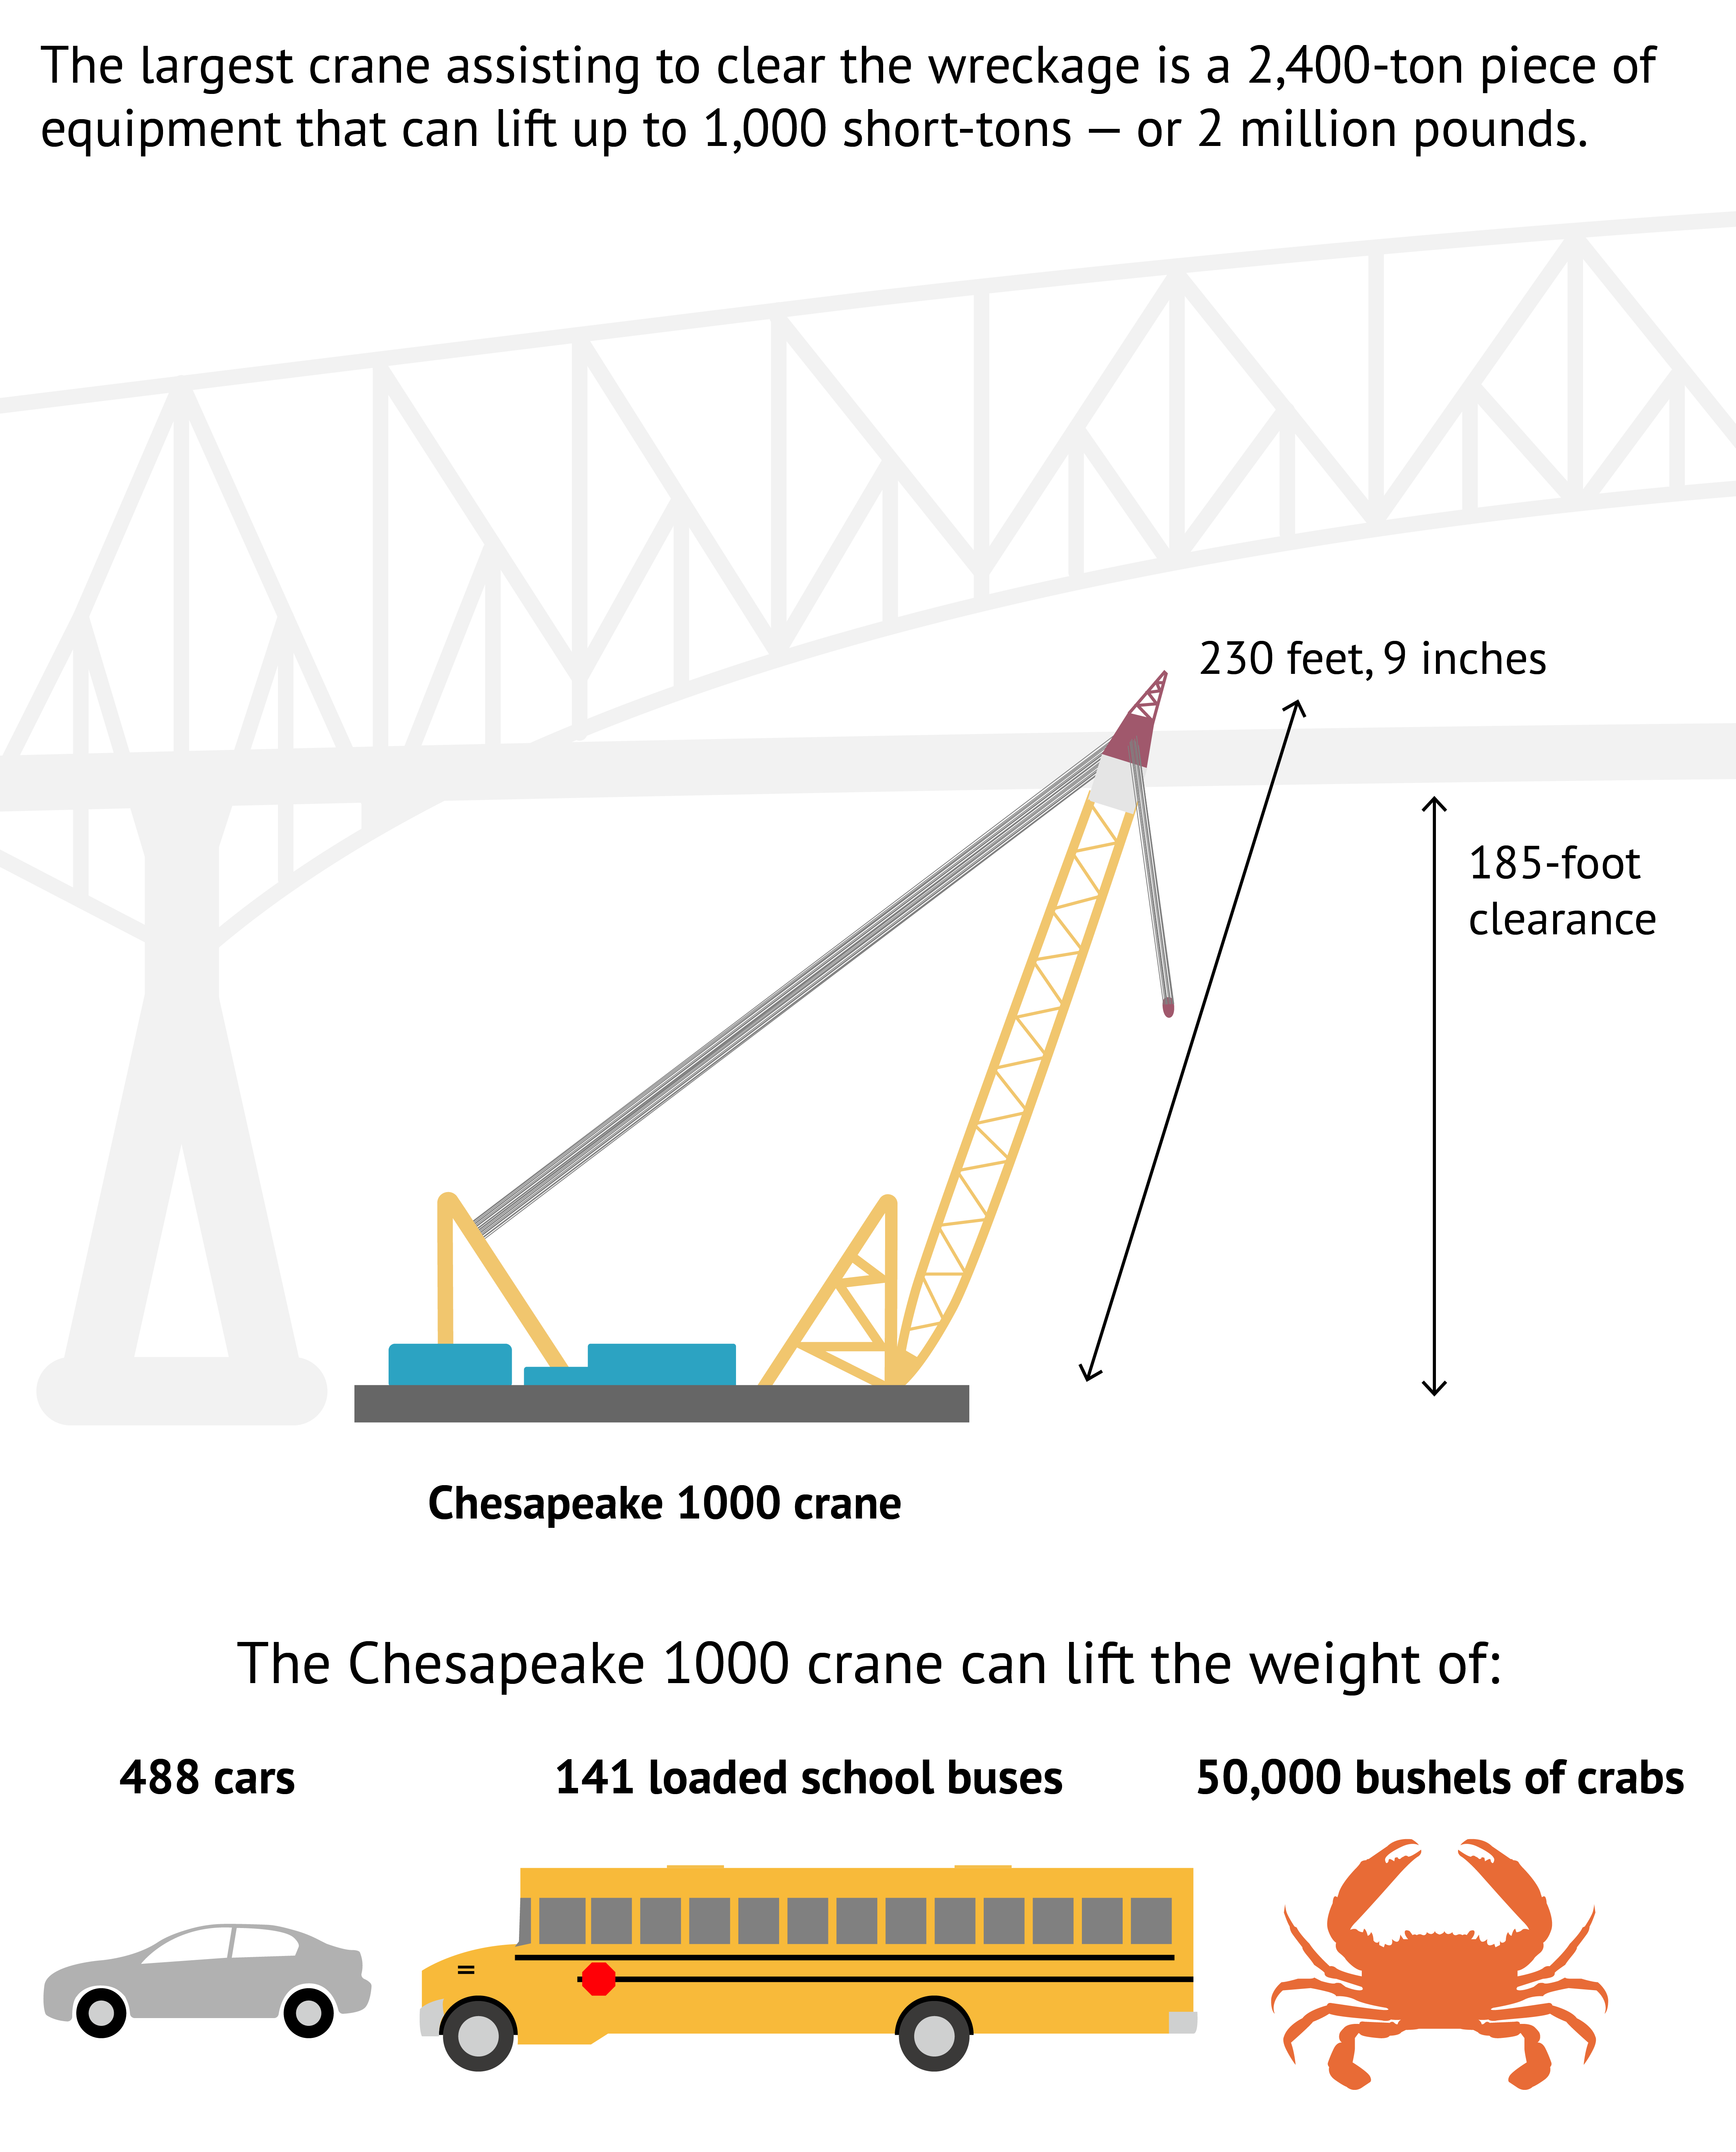 The largest crane assisting to clear the wreckage is a 2,400-ton piece of
equipment that can lift up to 1,000 short-tons — or 2 million pounds.
230 feet, 9 inches
185-foot
clearance
Chesapeake 1000 crane
The Chesapeake 1000 crane can lift the weight of:
488 cars
141 loaded school buses
50,000 bushels of crabs